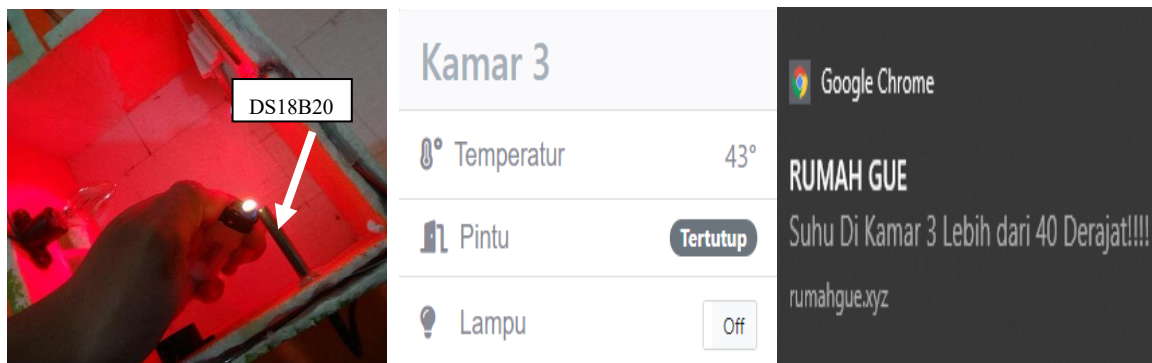 DS18B20
Kamar 3
Temperatur 43°
Pintu Tertutup
Lampu Off
Google Chrome
RUMAH GUE
Suhu Di Kamar 3 Lebih dari 40 Derajat!!!!
rumahgue.xyz